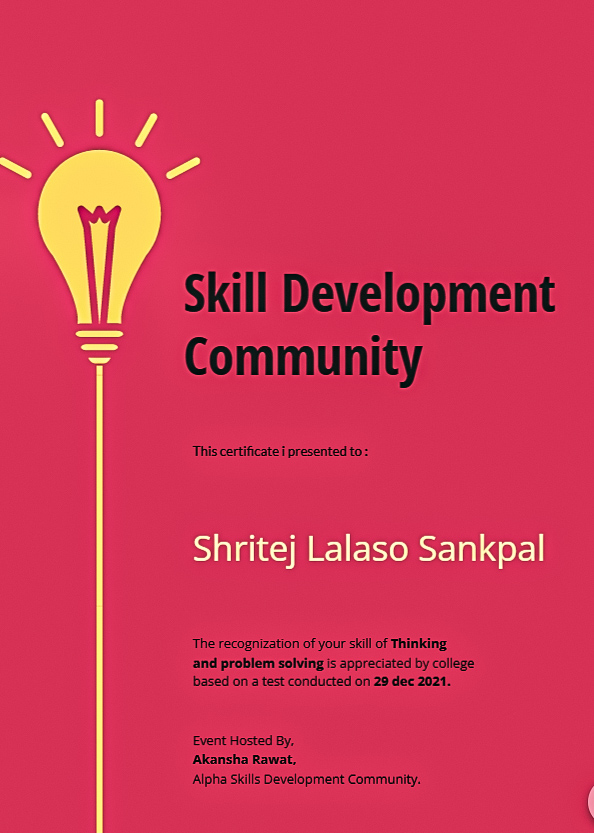 Skill Development
Community
This certificate i presented to :
Shritej Lalaso Sankpal
The recognization of your skill of Thinking
and problem solving is appreciated by college
based on a test conducted on 29 dec 2021.
Event Hosted By,
Akansha Rawat,
Alpha Skills Development Community.